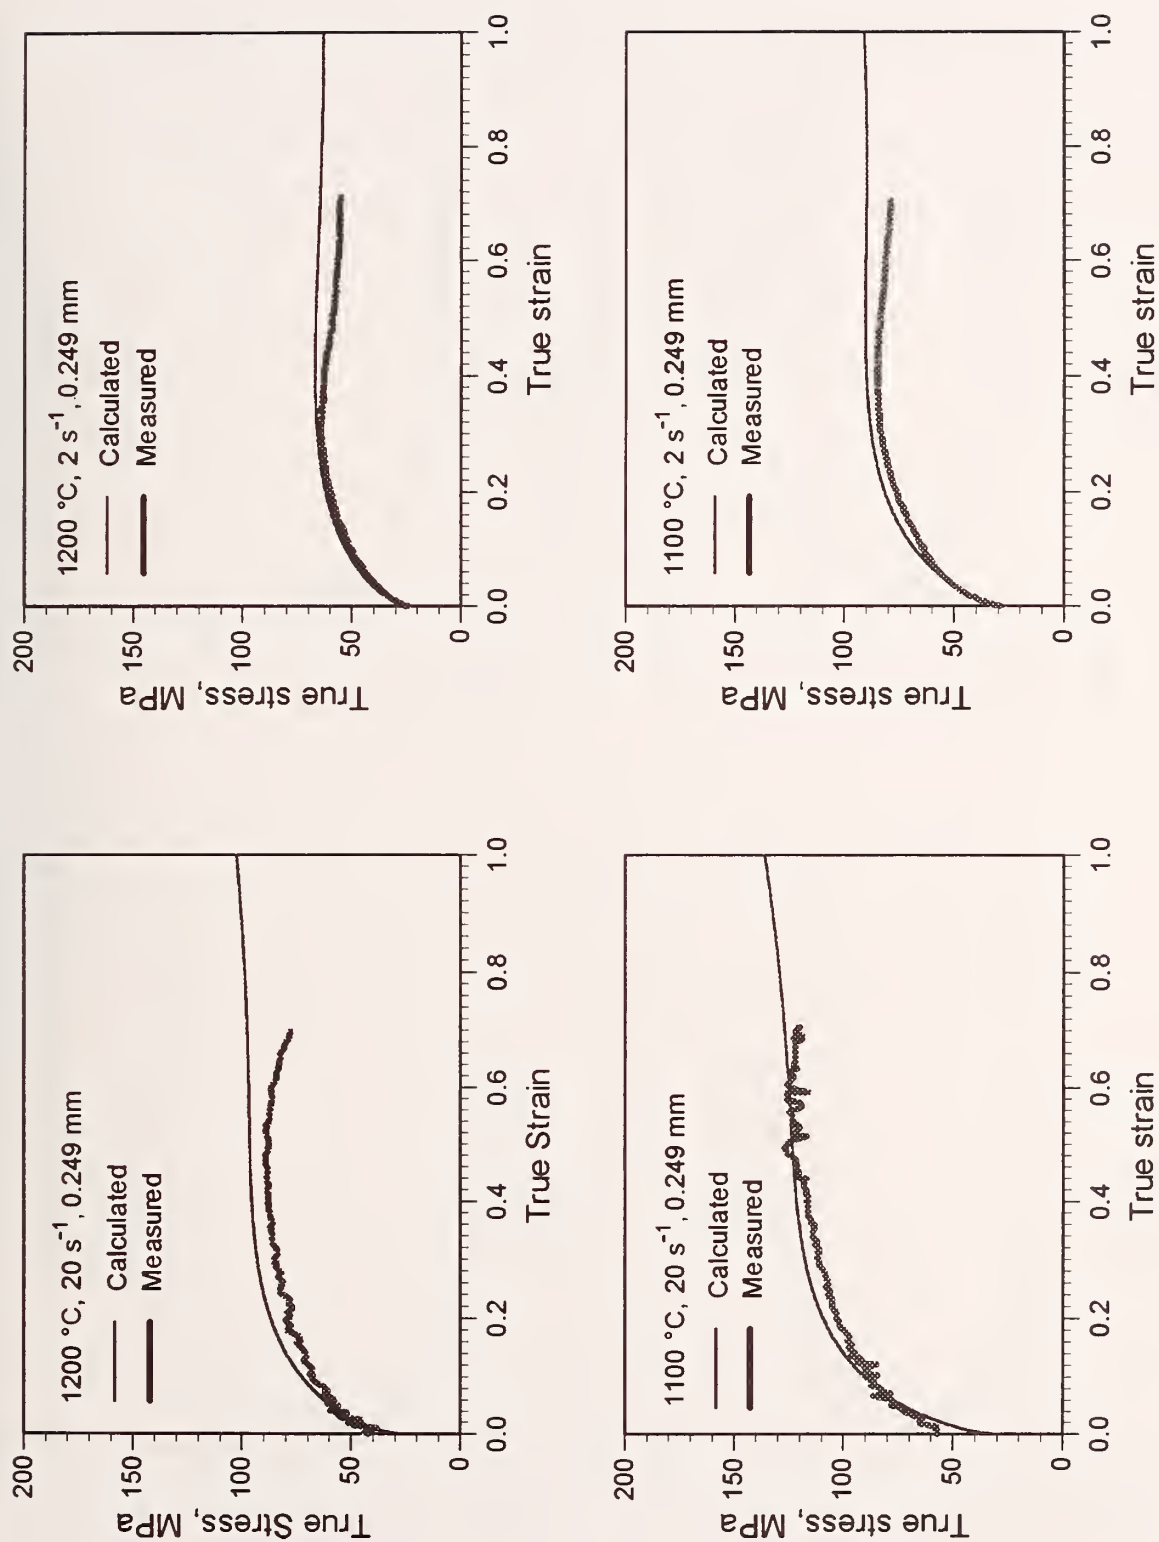 True Stress, MPa
200
150
100
50
0
1200 °C, 20 s⁻¹, 0.249 mm
Calculated
Measured
0.0 0.2 0.4 0.6 0.8 1.0
True Strain
True stress, MPa
200
150
100
50
0
1200 °C, 2 s⁻¹, 0.249 mm
Calculated
Measured
0.0 0.2 0.4 0.6 0.8 1.0
True strain
True stress, MPa
200
150
100
50
0
1100 °C, 20 s⁻¹, 0.249 mm
Calculated
Measured
0.0 0.2 0.4 0.6 0.8 1.0
True strain
True stress, MPa
200
150
100
50
0
1100 °C, 2 s⁻¹, 0.249 mm
Calculated
Measured
0.0 0.2 0.4 0.6 0.8 1.0
True strain